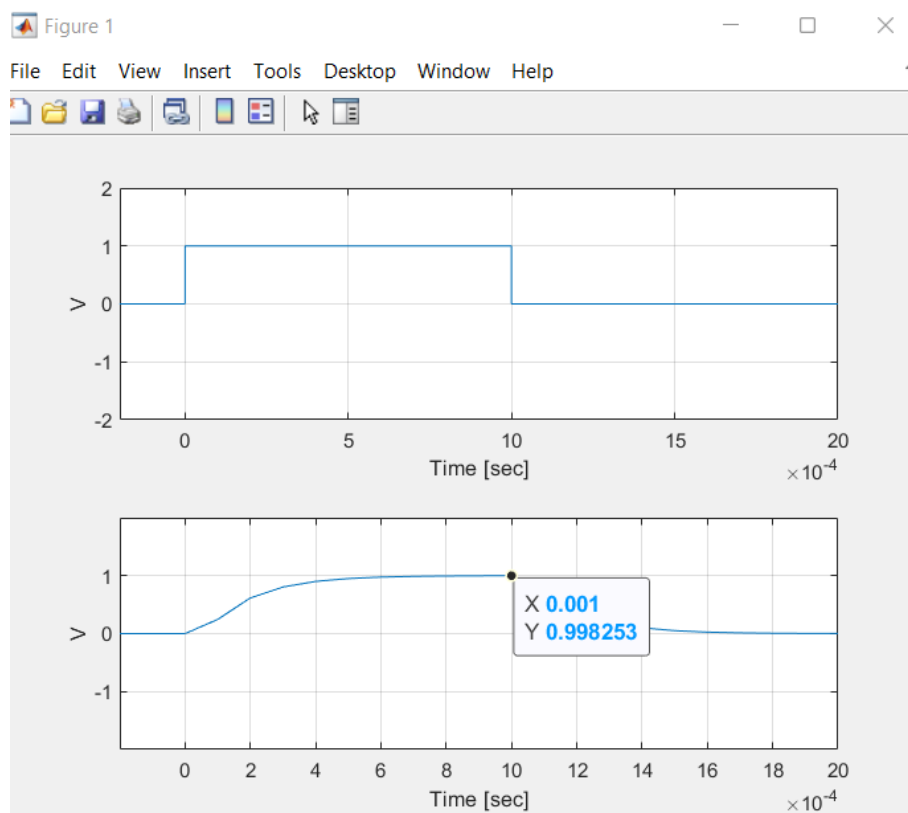 Figure 1
File Edit View Insert Tools Desktop Window Help
2
1
0
-1
-2
V
0 5 10 15 20
Time [sec]
×10-4
1
0
-1
V
X 0.001
Y 0.998253
0 2 4 6 8 10 12 14 16 18 20
Time [sec]
×10-4